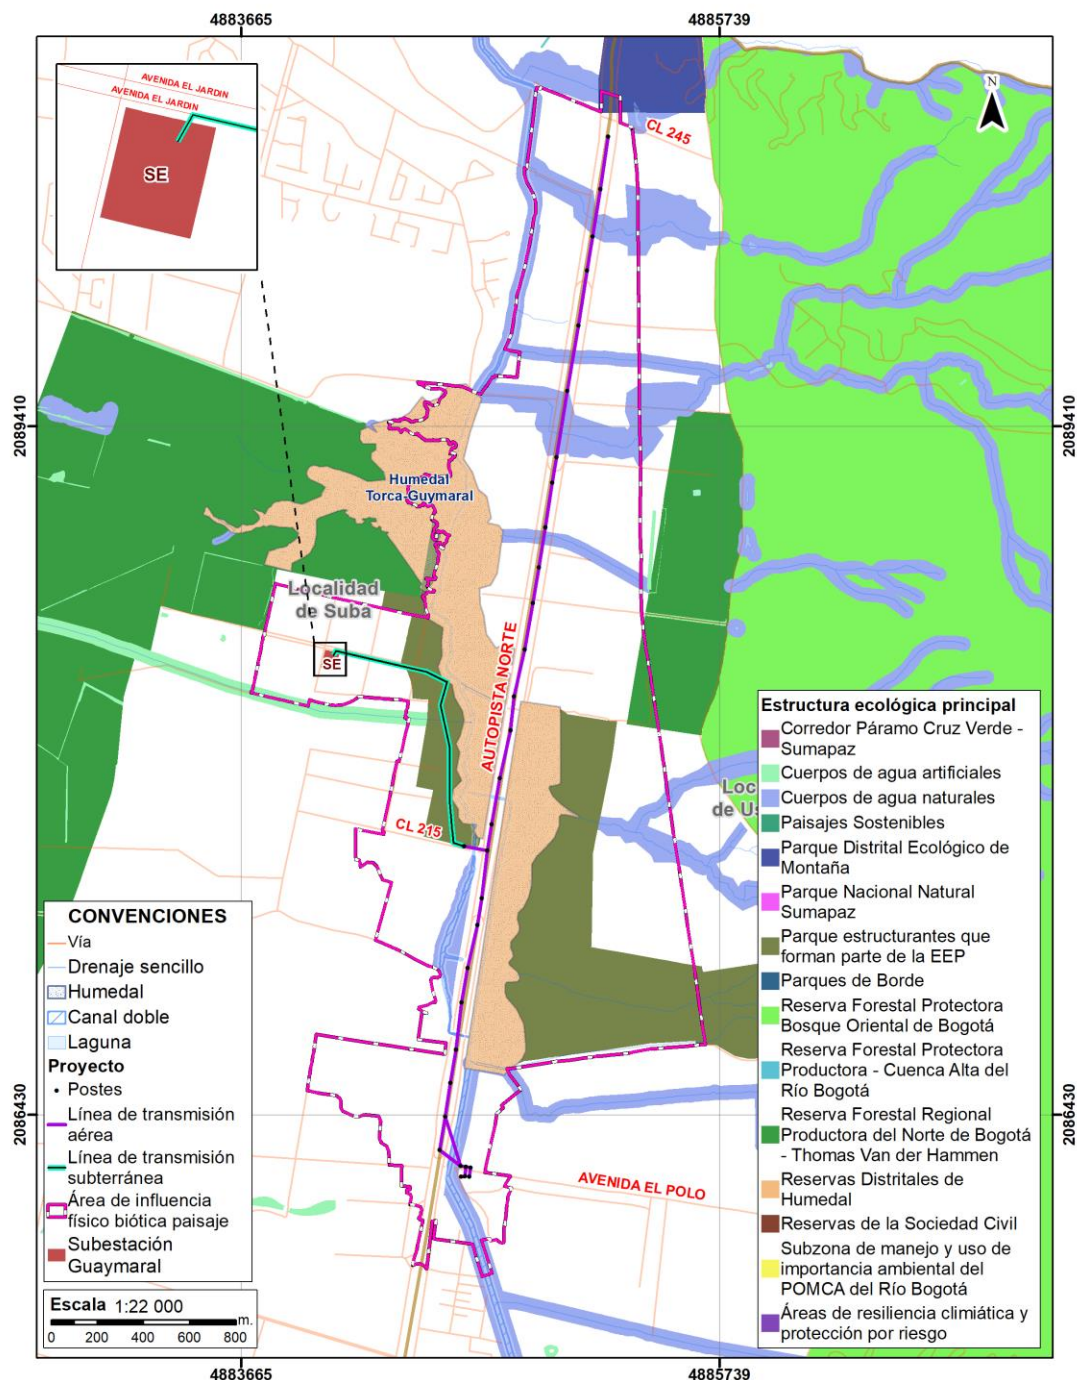 4883665
4885739
AVENIDA EL JARDIN
AVENIDA EL JARDIN
SE
N
CL 245
2089410
2089410
Humedal
Torca-Guymaral
Localidad
de Suba
SE
AUTOPISTA NORTE
CL 215
Loc
de Us
Estructura ecológica principal
Corredor Páramo Cruz Verde -
Sumapaz
Cuerpos de agua artificiales
Cuerpos de agua naturales
Paisajes Sostenibles
Parque Distrital Ecológico de
Montaña
Parque Nacional Natural
Sumapaz
Parque estructurantes que
forman parte de la EEP
Parques de Borde
Reserva Forestal Protectora
Bosque Oriental de Bogotá
Reserva Forestal Protectora
Productora - Cuenca Alta del
Río Bogotá
Reserva Forestal Regional
Productora del Norte de Bogotá
- Thomas Van der Hammen
Reservas Distritales de
Humedal
Reservas de la Sociedad Civil
Subzona de manejo y uso de
importancia ambiental del
POMCA del Río Bogotá
Áreas de resiliencia climiática y
protección por riesgo
CONVENCIONES
Vía
Drenaje sencillo
Humedal
Canal doble
Laguna
Proyecto
Postes
Línea de transmisión
aérea
Línea de transmisión
subterránea
Área de influencia
físico biótica paisaje
Subestación
Guaymaral
2086430
2086430
AVENIDA EL POLO
Escala 1:22 000
m.
0 200 400 600 800
4883665
4885739